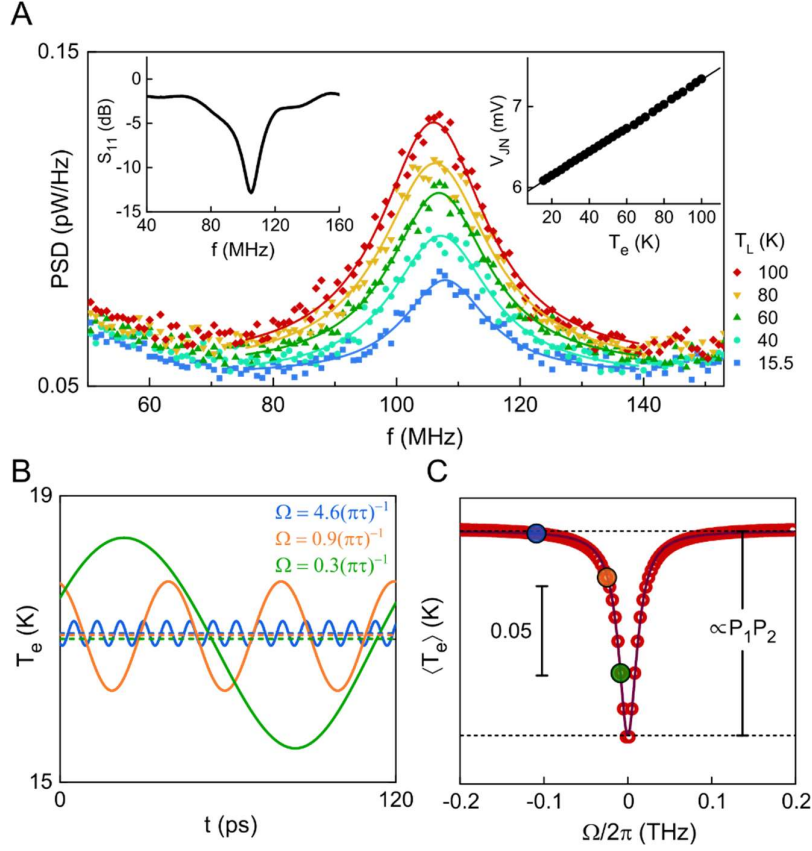 A
0.15
0.05
PSD (pW/Hz)
60
80
100
120
140
f (MHz)
0
-5
-10
-15
S11 (dB)
40
80
120
160
f (MHz)
7
6
VJN (mV)
20
40
60
80
100
Te (K)
TL (K)
100
80
60
40
15.5
B
19
15
Te (K)
Ω = 4.6(πτ)⁻¹
Ω = 0.9(πτ)⁻¹
Ω = 0.3(πτ)⁻¹
0
120
t (ps)
C
⟨Te⟩ (K)
0.05
∝P1P2
-0.2
-0.1
0
0.1
0.2
Ω/2π (THz)